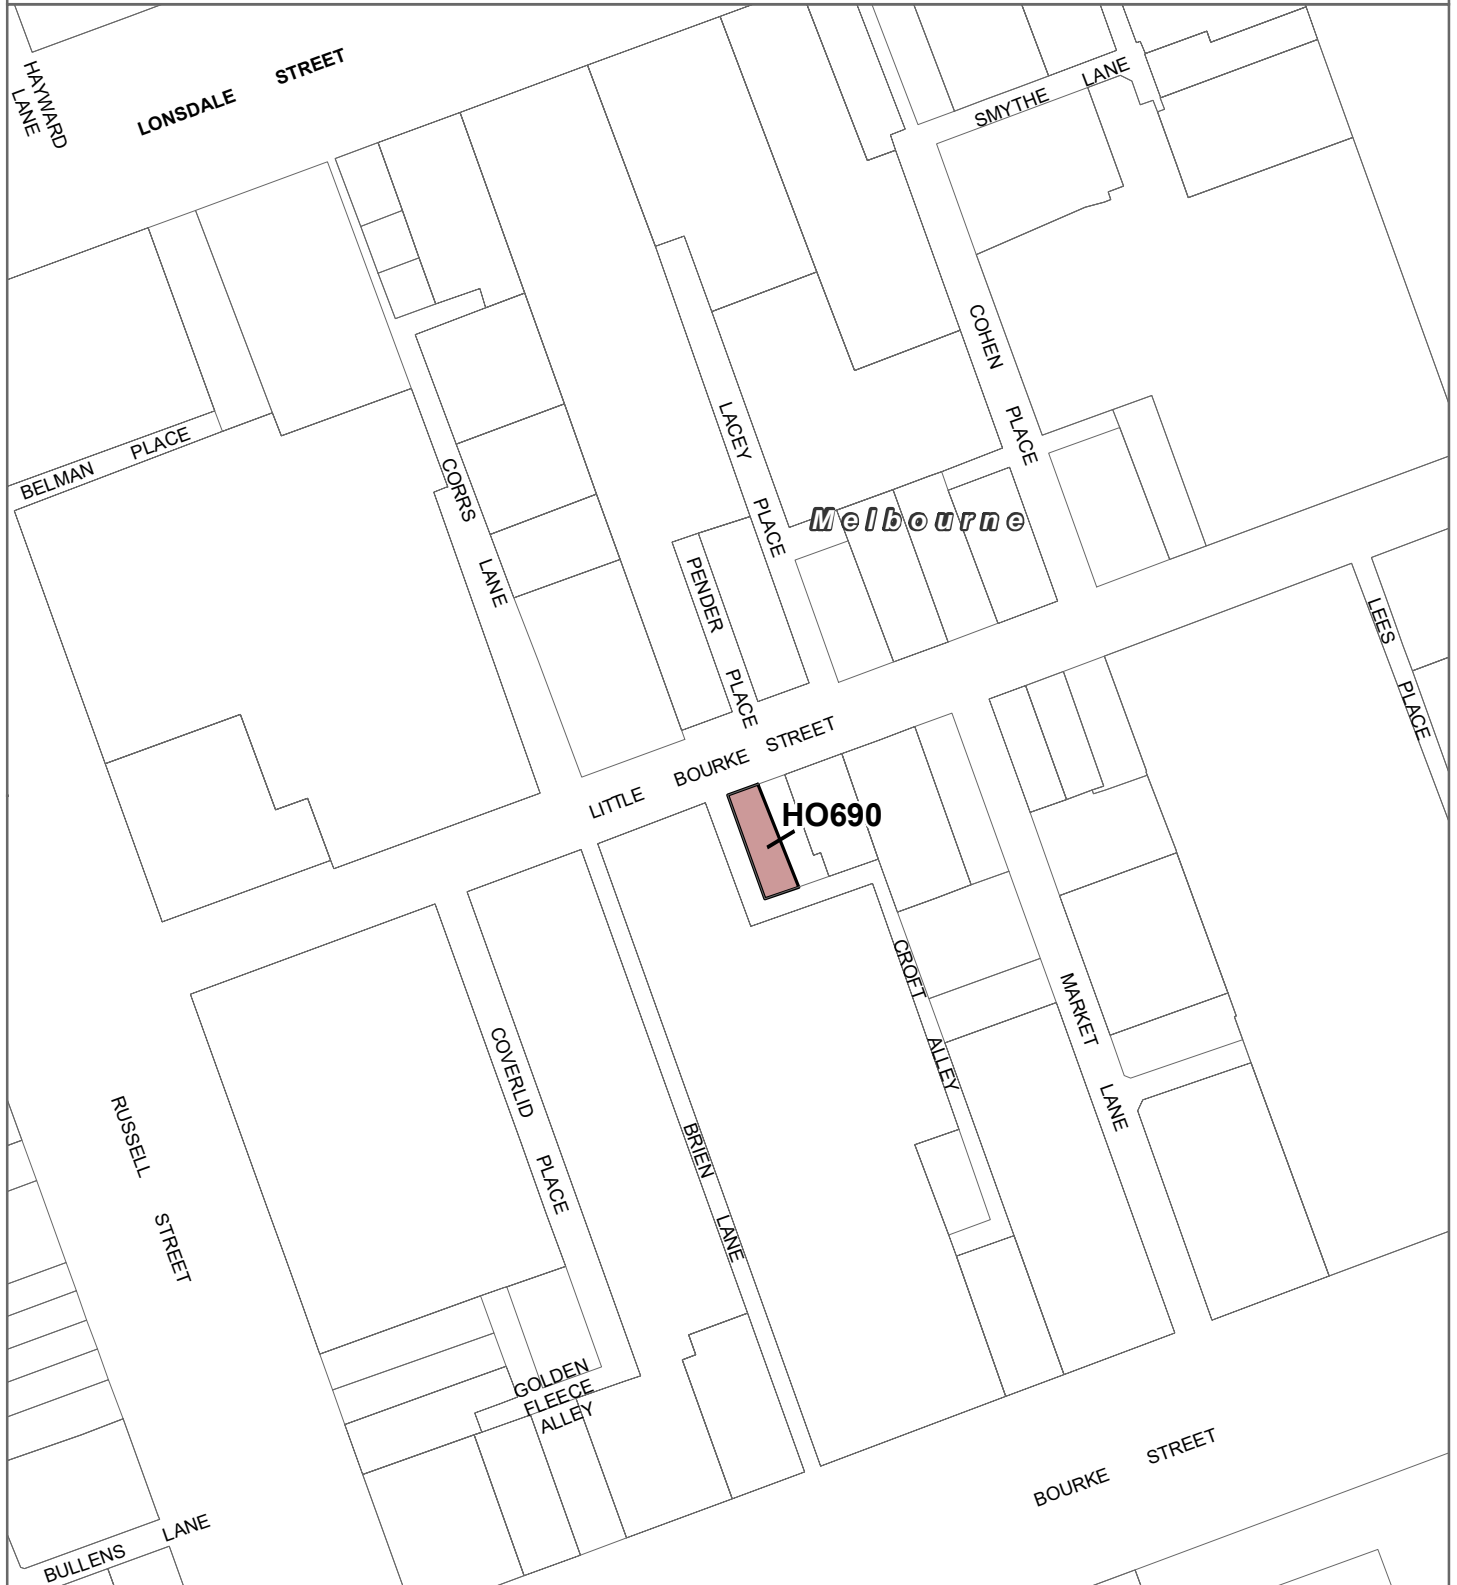 LONSDALE STREET
HAYWARD
LANE
SMYTHE LANE
COHEN PLACE
LACEY PLACE
BELMAN PLACE
CORRS LANE
Melbourne
PENDER PLACE
LEES PLACE
LITTLE BOURKE STREET
HO690
CROFT ALLEY
MARKET LANE
COVERLID PLACE
RUSSELL STREET
BRIEN LANE
GOLDEN
FLEECE
ALLEY
BOURKE STREET
BULLENS LANE